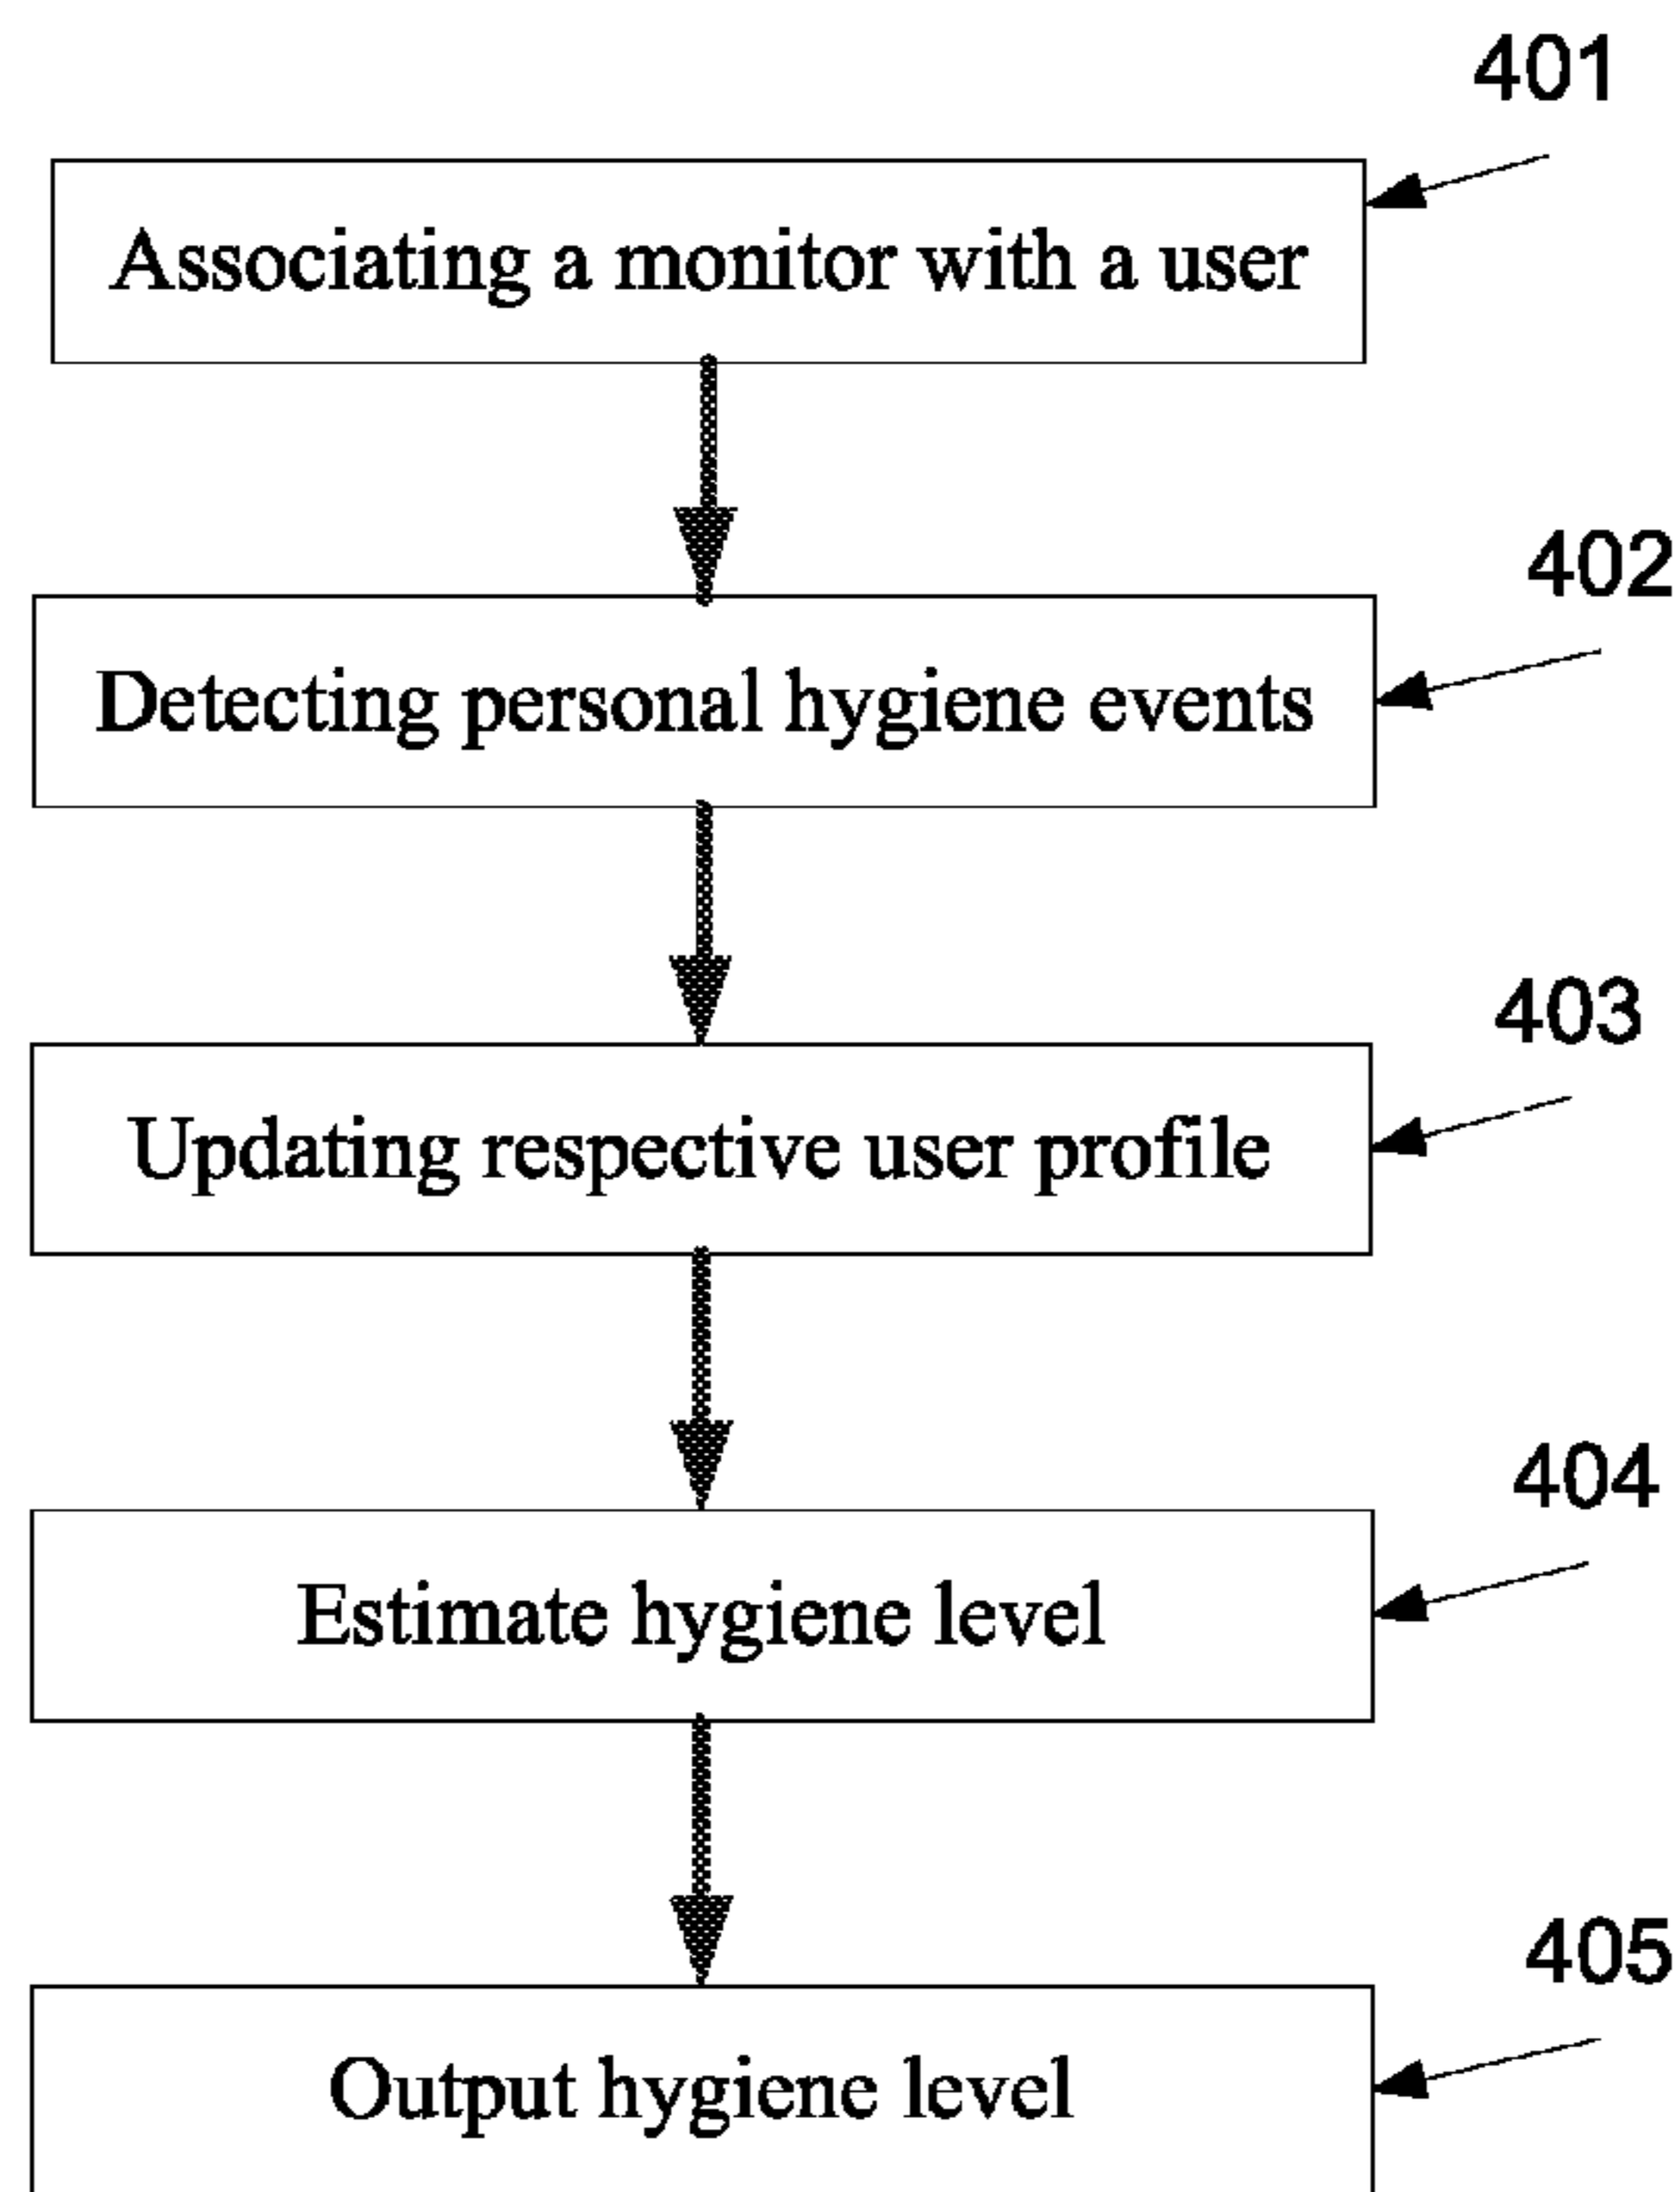 401
Associating a monitor with a user
402
Detecting personal hygiene events
403
Updating respective user profile
404
Estimate hygiene level
405
Output hygiene level